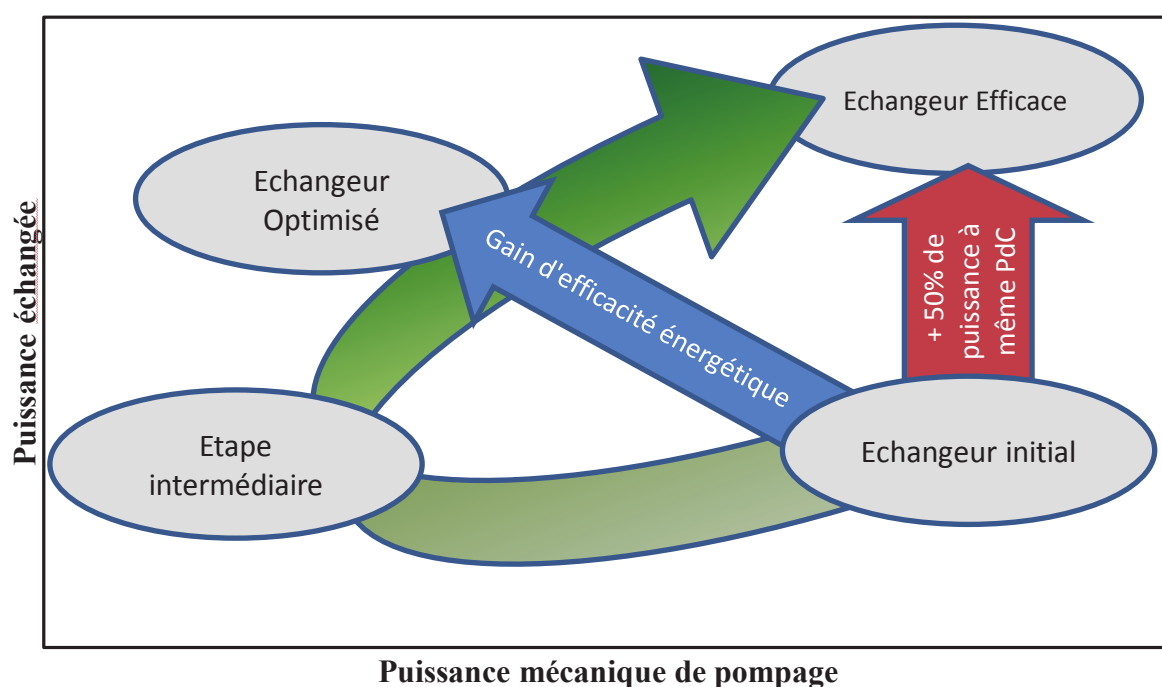 Echangeur Efficace
Echangeur
Optimisé
Puissance échangée
Gain d'efficacité énergétique
+ 50% de
puissance à
même PdC
Etape
intermédiaire
Echangeur initial
Puissance mécanique de pompage